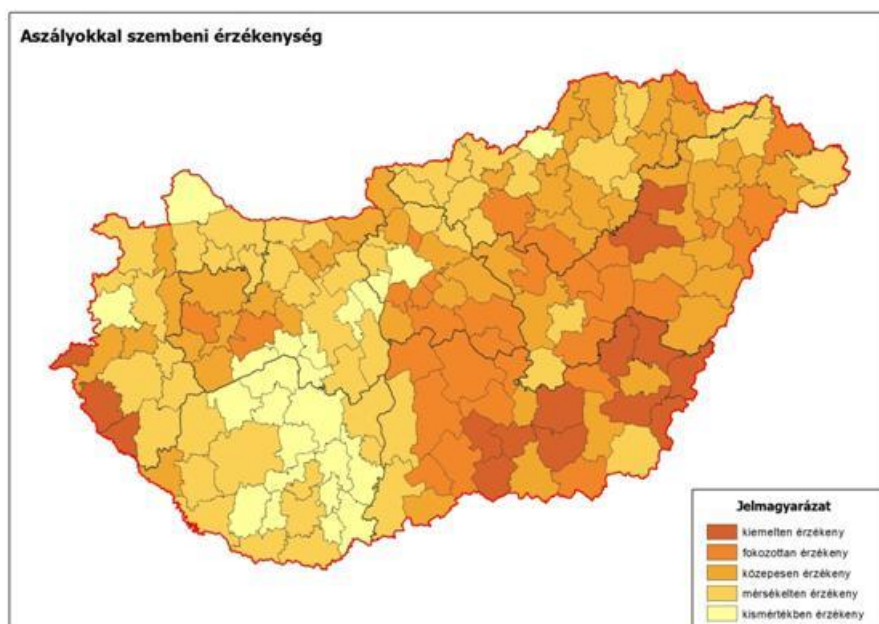 Aszályokkal szembeni érzékenység
Jelmagyarázat
kiemelten érzékeny
fokozottan érzékeny
közepesen érzékeny
mérsékelten érzékeny
kismértékben érzékeny